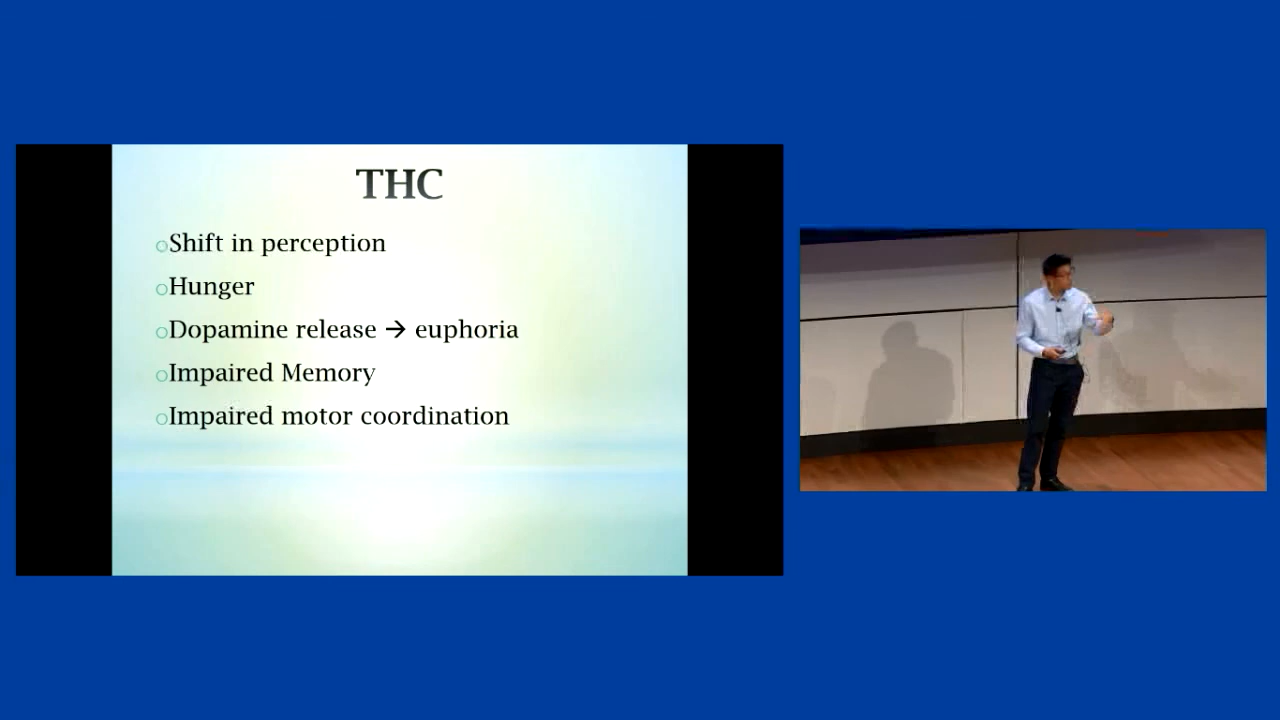 THC
Shift in perception
Hunger
Dopamine release → euphoria
Impaired Memory
Impaired motor coordination